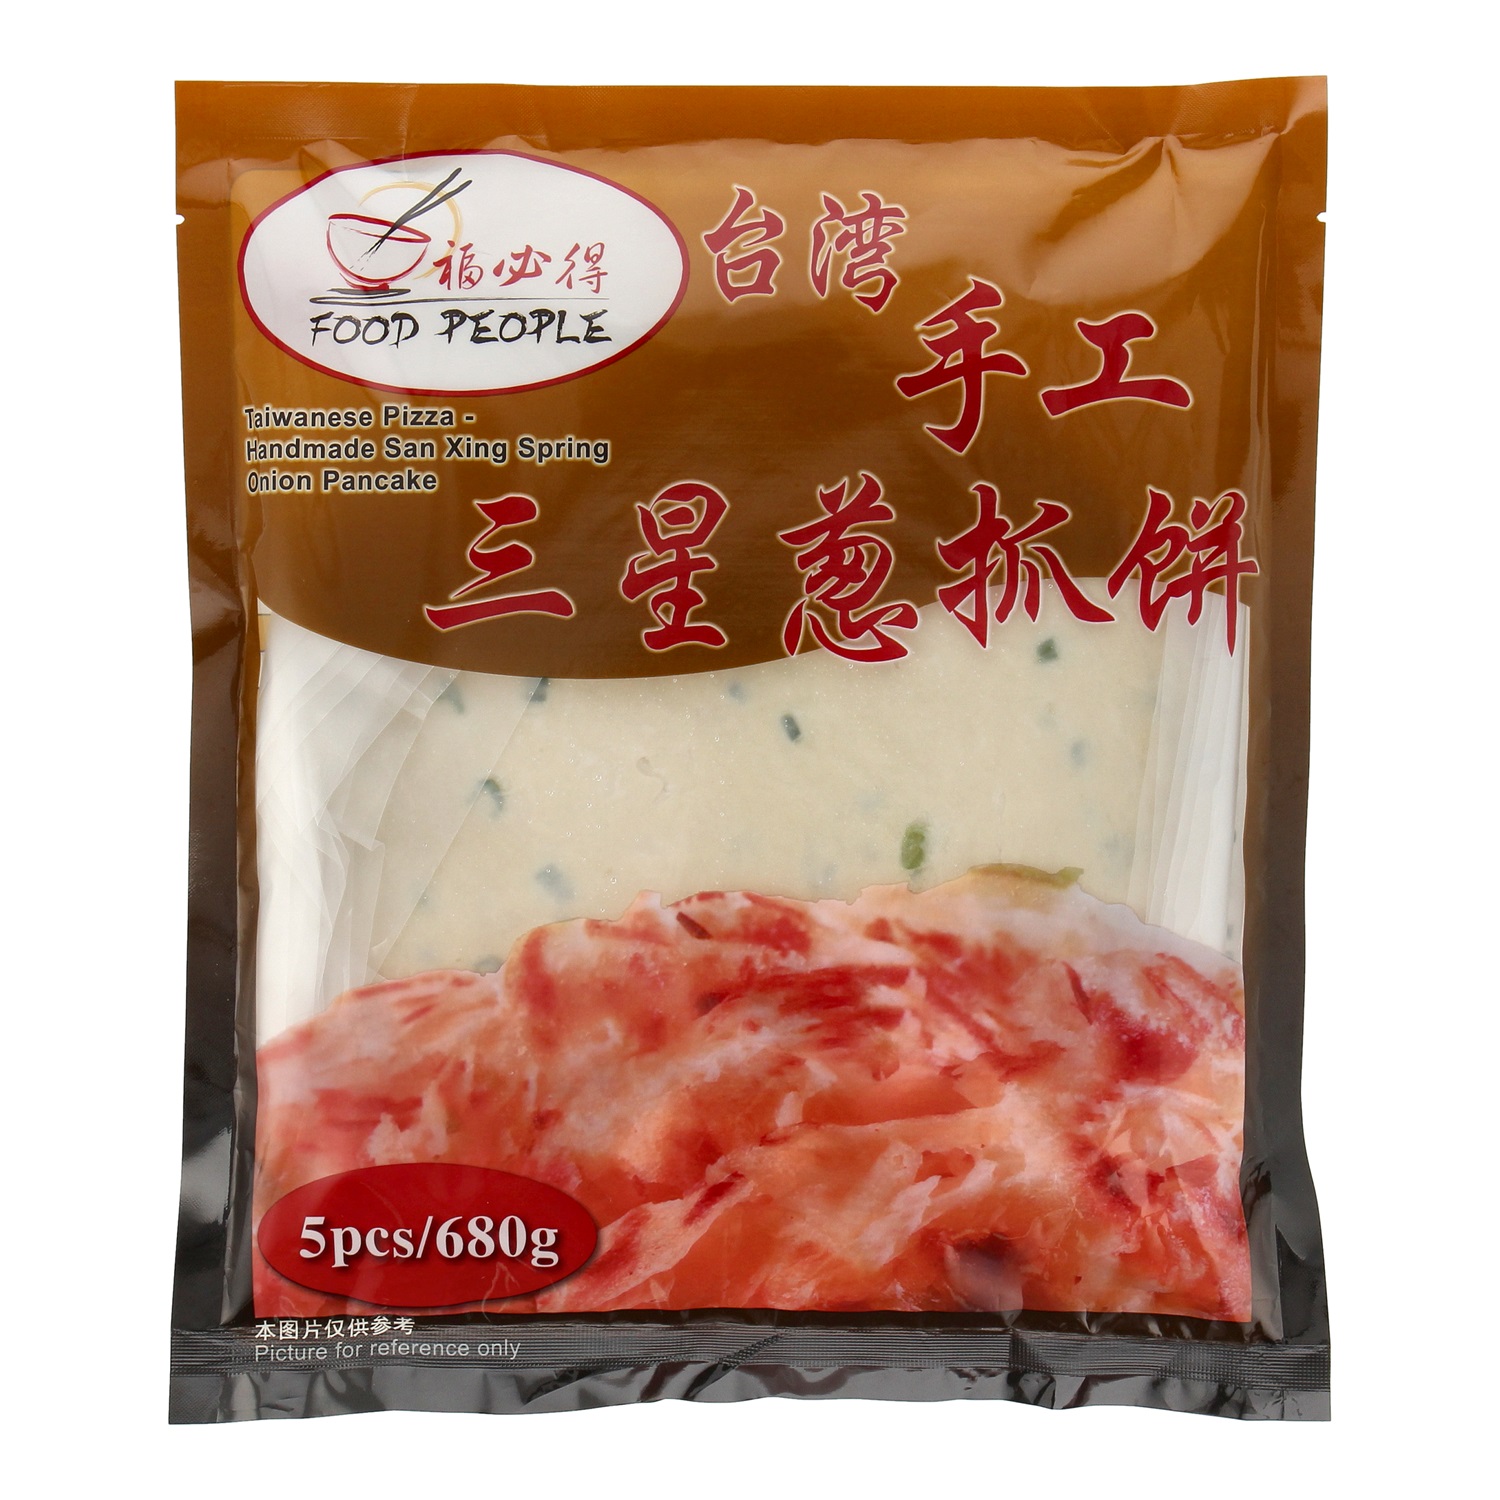 福必得
FOOD PEOPLE
台湾
手工
Taiwanese Pizza -
Handmade San Xing Spring
Onion Pancake
三星葱抓饼
5pcs/680g
本图片仅供参考
Picture for reference only